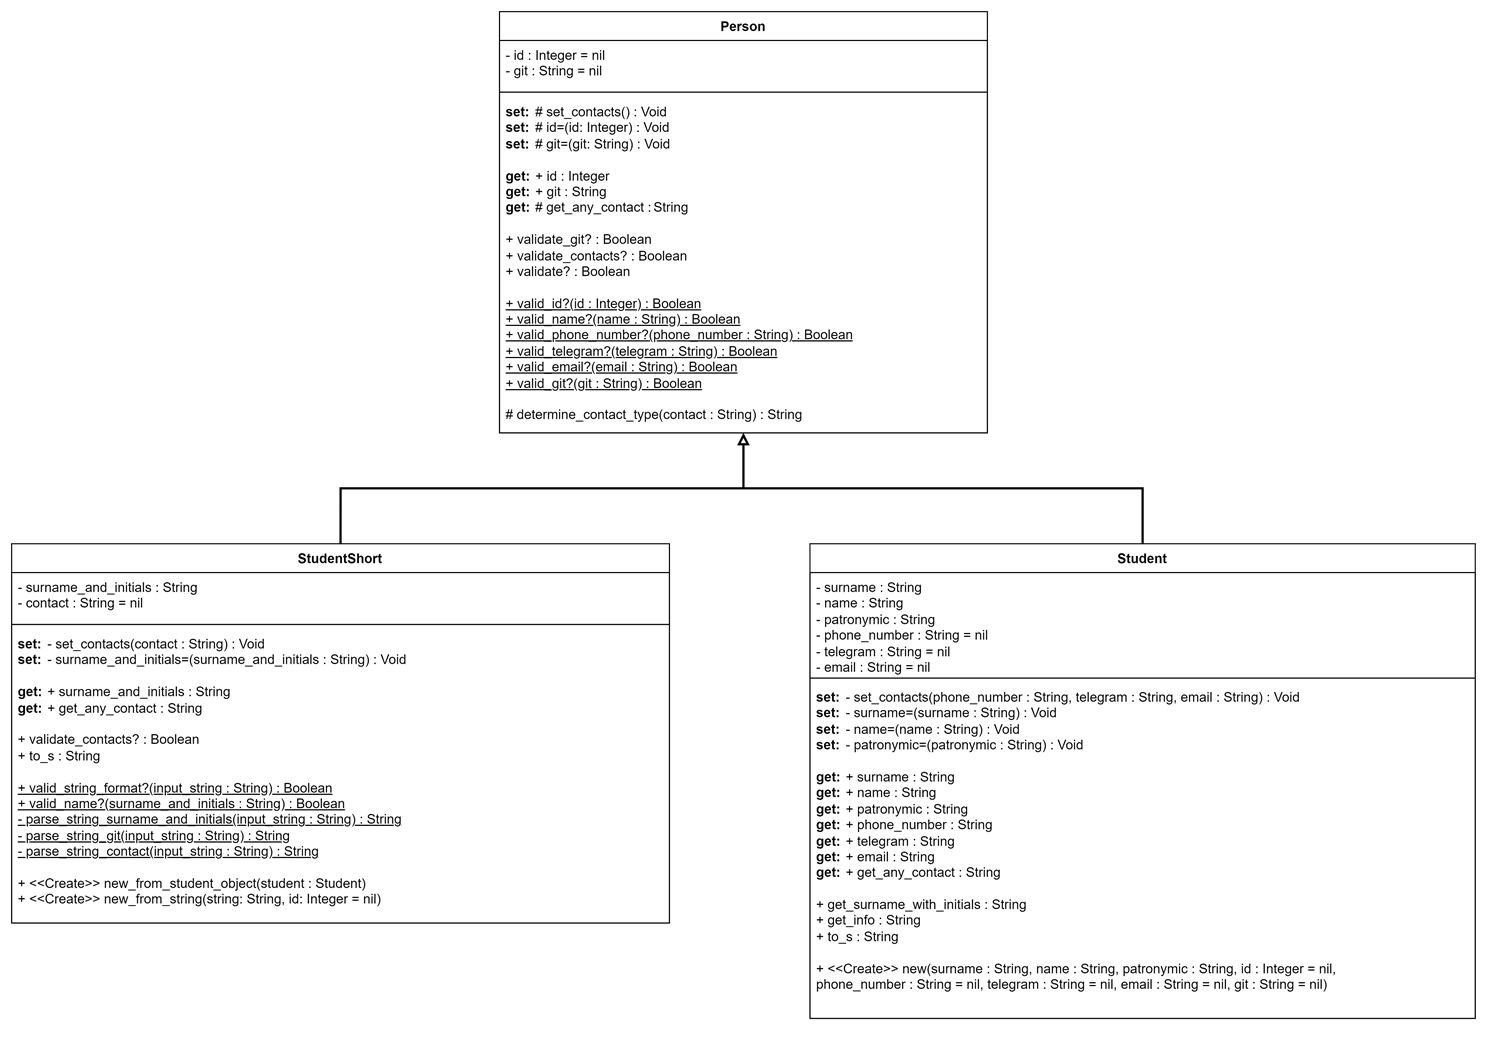 Person
- id : Integer = nil
- git : String = nil
set: # set_contacts() : Void
set: # id=(id: Integer) : Void
set: # git=(git: String) : Void
get: + id : Integer
get: + git : String
get: # get_any_contact : String
+ validate_git? : Boolean
+ validate_contacts? : Boolean
+ validate? : Boolean
+ valid_id?(id : Integer) : Boolean
+ valid_name?(name : String) : Boolean
+ valid_phone_number?(phone_number : String) : Boolean
+ valid_telegram?(telegram : String) : Boolean
+ valid_email?(email : String) : Boolean
+ valid_git?(git : String) : Boolean
# determine_contact_type(contact : String) : String
StudentShort
- surname_and_initials : String
- contact : String = nil
set: - set_contacts(contact : String) : Void
set: - surname_and_initials=(surname_and_initials : String) : Void
get: + surname_and_initials : String
get: + get_any_contact : String
+ validate_contacts? : Boolean
+ to_s : String
+ valid_string_format?(input_string : String) : Boolean
+ valid_name?(surname_and_initials : String) : Boolean
- parse_string_surname_and_initials(input_string : String) : String
- parse_string_git(input_string : String) : String
- parse_string_contact(input_string : String) : String
+ <<Create>> new_from_student_object(student : Student)
+ <<Create>> new_from_string(string: String, id: Integer = nil)
Student
- surname : String
- name : String
- patronymic : String
- phone_number : String = nil
- telegram : String = nil
- email : String = nil
set: - set_contacts(phone_number : String, telegram : String, email : String) : Void
set: - surname=(surname : String) : Void
set: - name=(name : String) : Void
set: - patronymic=(patronymic : String) : Void
get: + surname : String
get: + name : String
get: + patronymic : String
get: + phone_number : String
get: + telegram : String
get: + email : String
get: + get_any_contact : String
+ get_surname_with_initials : String
+ get_info : String
+ to_s : String
+ <<Create>> new(surname : String, name : String, patronymic : String, id : Integer = nil,
phone_number : String = nil, telegram : String = nil, email : String = nil, git : String = nil)